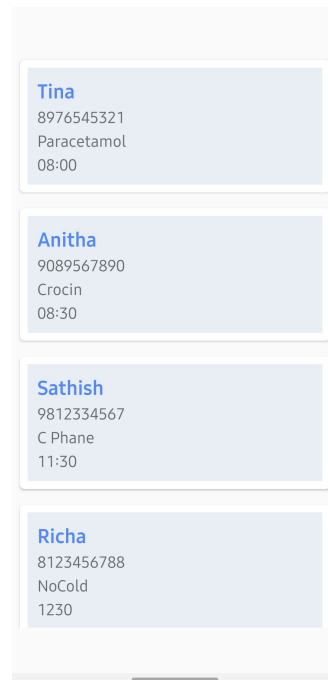 Tina
8976545321
Paracetamol
08:00
Anitha
9089567890
Crocin
08:30
Sathish
9812334567
C Phane
11:30
Richa
8123456788
NoCold
1230